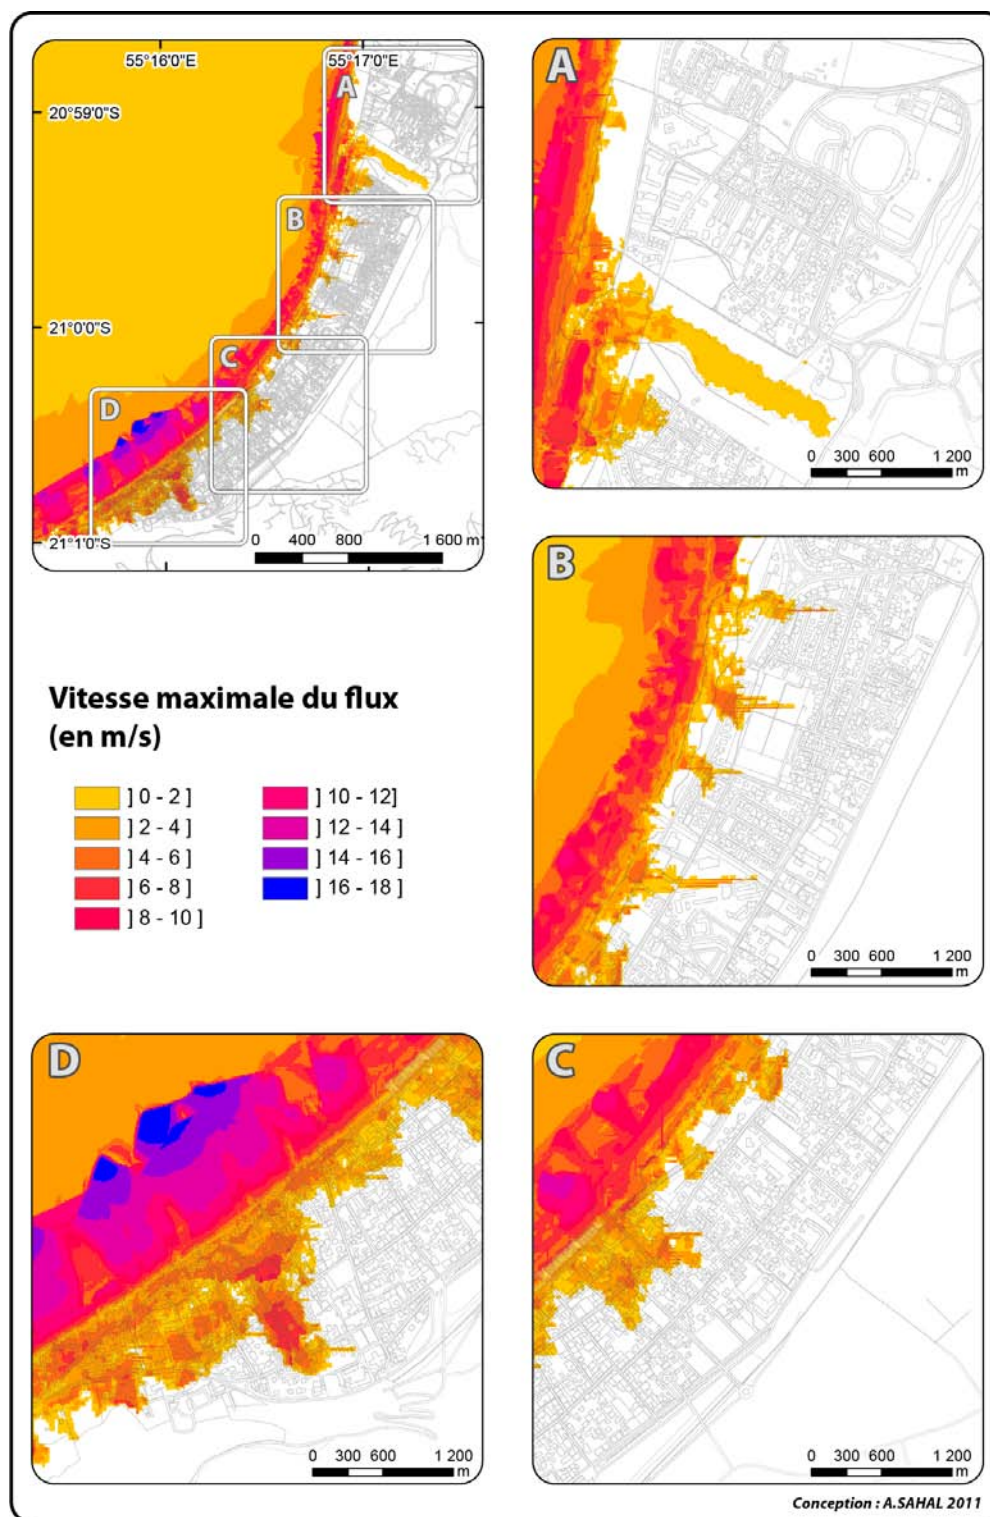 55°16'0"E
55°17'0"E
A
20°59'0"S
B
21°0'0"S
C
D
21°1'0"S
0 400 800 1 600 m
A
0 300 600 1 200
m
B
0 300 600 1 200
m
Vitesse maximale du flux
(en m/s)
] 0 - 2 ]
] 2 - 4 ]
] 4 - 6 ]
] 6 - 8 ]
] 8 - 10 ]
] 10 - 12]
] 12 - 14 ]
] 14 - 16 ]
] 16 - 18 ]
D
0 300 600 1 200
m
C
0 300 600 1 200
m
Conception : A.SAHAL 2011